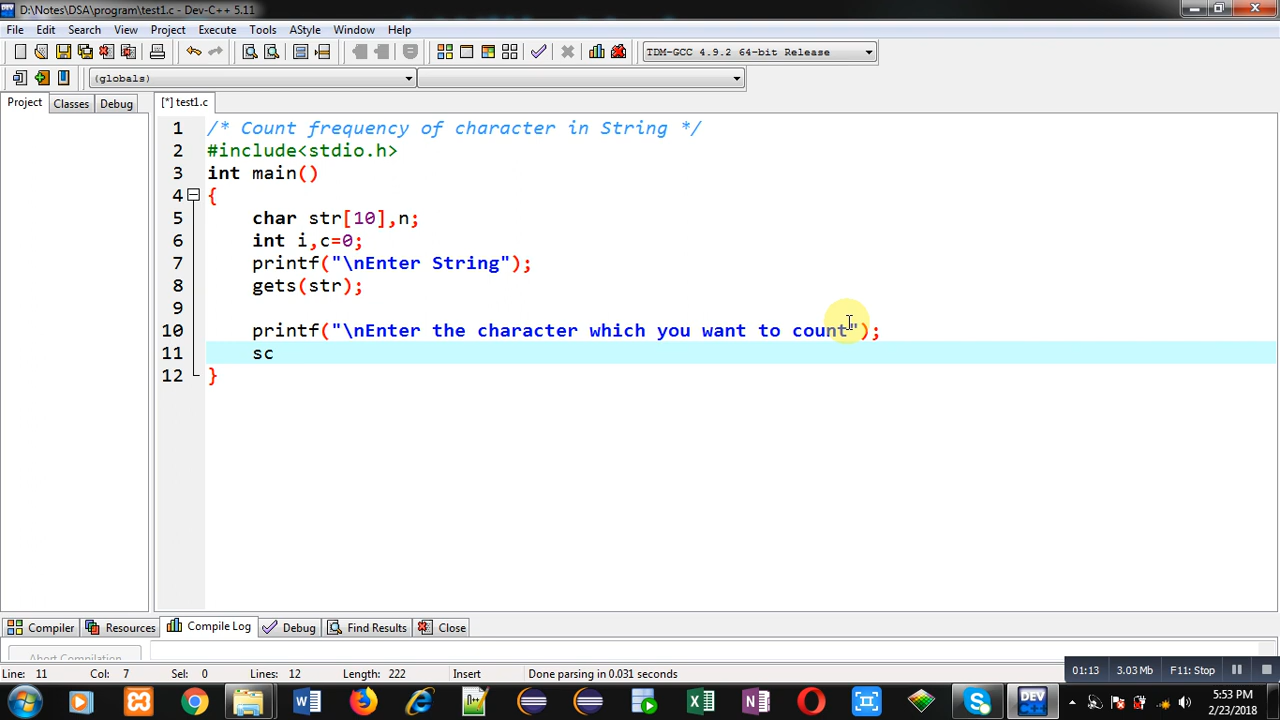 D:\Notes\DSA\program\test1.c - Dev-C++ 5.11
File Edit Search View Project Execute Tools AStyle Window Help
TDM-GCC 4.9.2 64-bit Release
(globals)
Project Classes Debug [*] test1.c
1 /* Count frequency of character in String */
2 #include<stdio.h>
3 int main()
4 {
5 char str[10],n;
6 int i,c=0;
7 printf("\nEnter String");
8 gets(str);
9
10 printf("\nEnter the character which you want to count");
11 sc
12 }
Compiler Resources Compile Log Debug Find Results Close
Abort Compilation
Line: 11 Col: 7 Sel: 0 Lines: 12 Length: 222 Insert Done parsing in 0.031 seconds
01:13 3.03 Mb F11: Stop
DEV
5:53 PM
2/23/2018